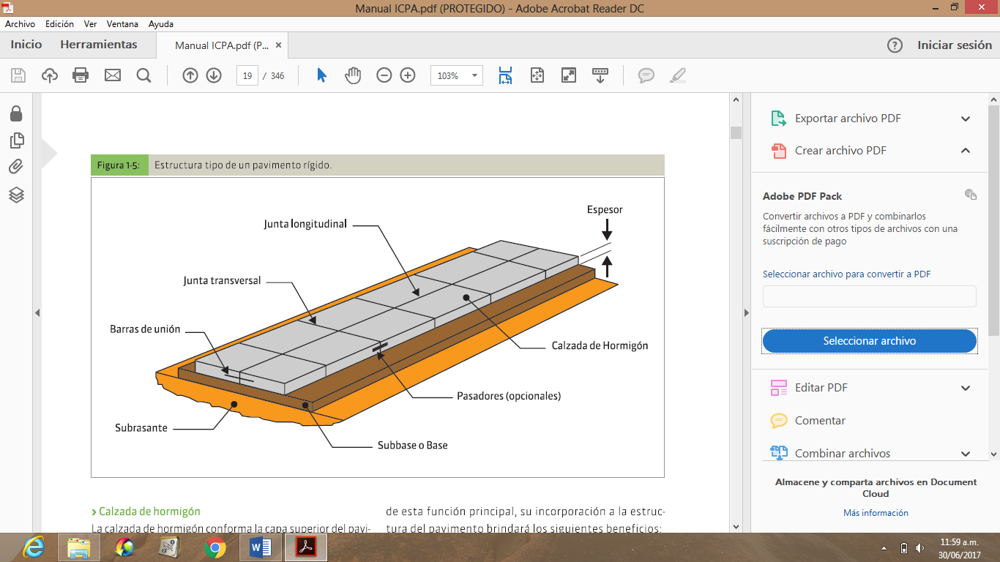 Manual ICPA.pdf (PROTEGIDO) - Adobe Acrobat Reader DC
Archivo Edición Ver Ventana Ayuda
Inicio Herramientas Manual ICPA.pdf (P... × Iniciar sesión
19 / 346 103%
Figura 1-5: Estructura tipo de un pavimento rígido.
Espesor
Junta longitudinal
Junta transversal
Barras de unión
Calzada de Hormigón
Pasadores (opcionales)
Subrasante
Subbase o Base
› Calzada de hormigón
La calzada de hormigón conforma la capa superior del pavi-
de esta función principal, su incorporación a la estruc-
tura del pavimento brindará los siguientes beneficios:
Exportar archivo PDF
Crear archivo PDF
Adobe PDF Pack
Convertir archivos a PDF y combinarlos
fácilmente con otros tipos de archivos con una
suscripción de pago
Seleccionar archivo para convertir a PDF
Seleccionar archivo
Editar PDF
Comentar
Combinar archivos
Almacene y comparta archivos en Document
Cloud
Más información
11:59 a.m.
30/06/2017